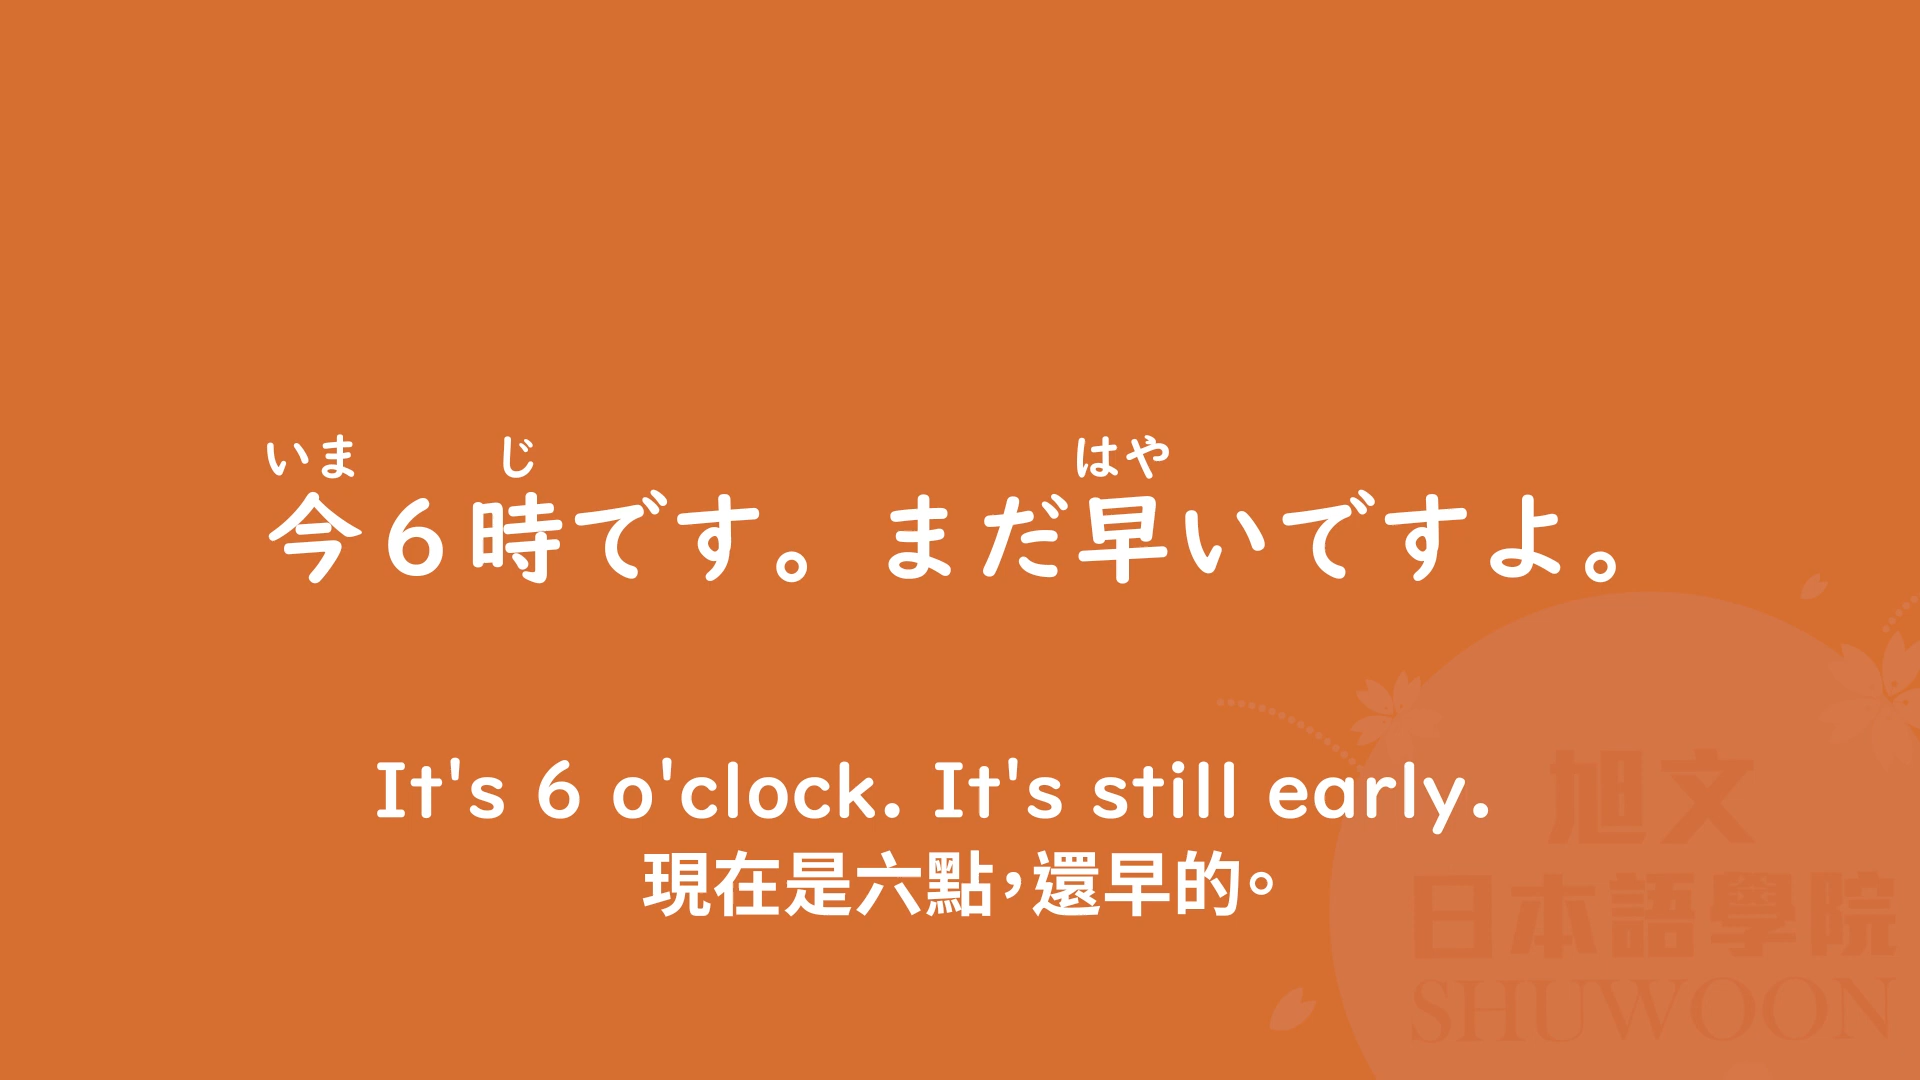 いま じ はや
今6時です。まだ早いですよ。
It's 6 o'clock. It's still early.
現在是六點，還早的。
旭文
日本語學院
SHUWOON